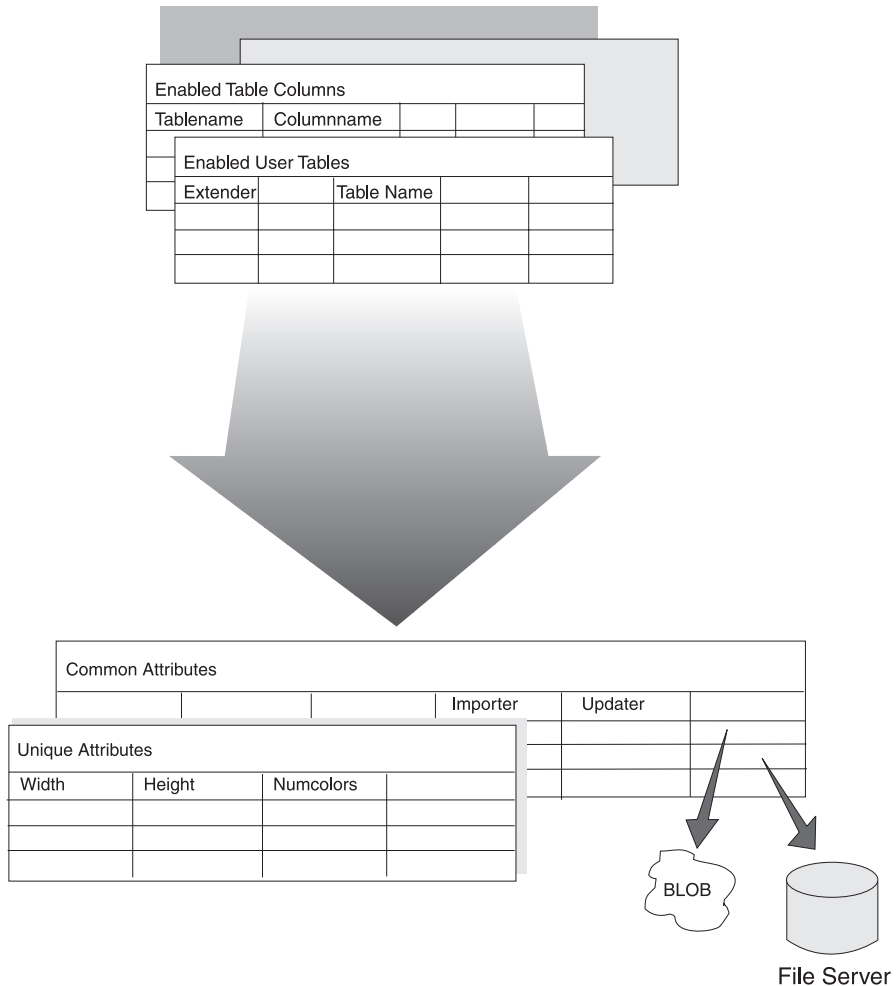 Enabled Table Columns
Tablename Columnname
Enabled User Tables
Extender Table Name
Common Attributes
Importer Updater
Unique Attributes
Width Height Numcolors
BLOB
File Server